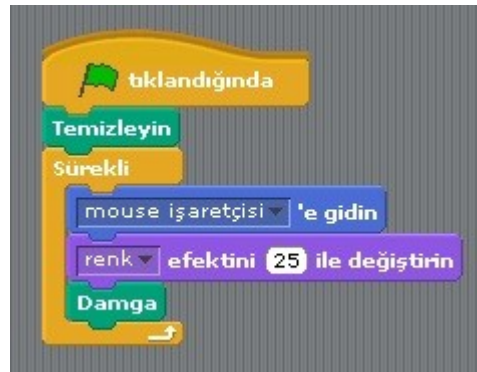 tıklandığında
Temizleyin
Sürekli
mouse işaretçisi 'e gidin
renk efektini 25 ile değiştirin
Damga